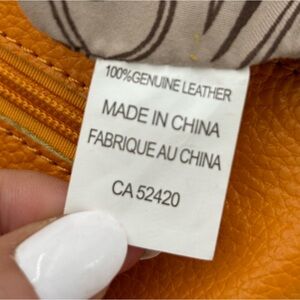 100%GENUINE LEATHER
MADE IN CHINA
FABRIQUE AU CHINA
CA 52420